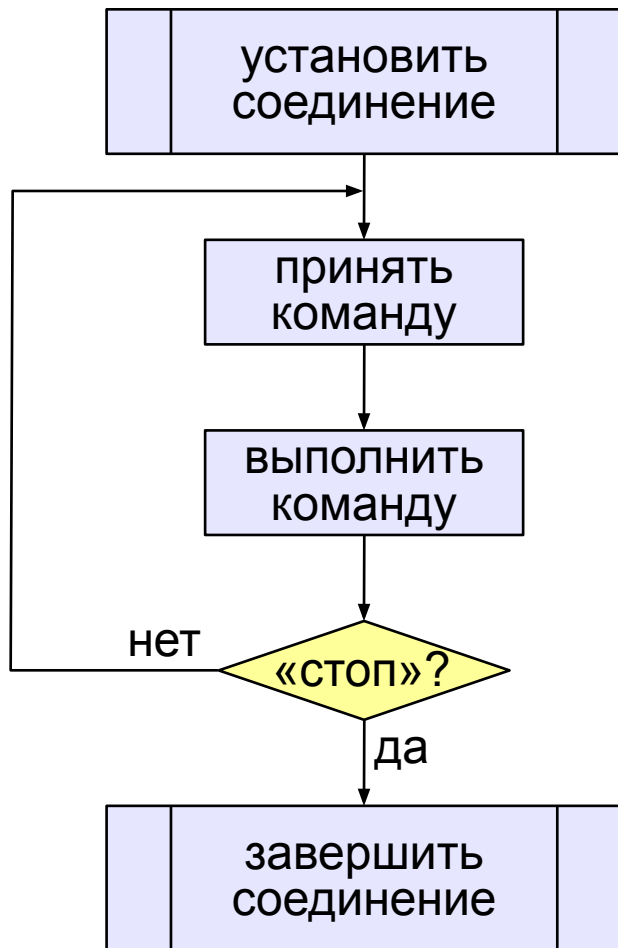 установить
соединение
принять
команду
выполнить
команду
нет
«стоп»?
да
завершить
соединение